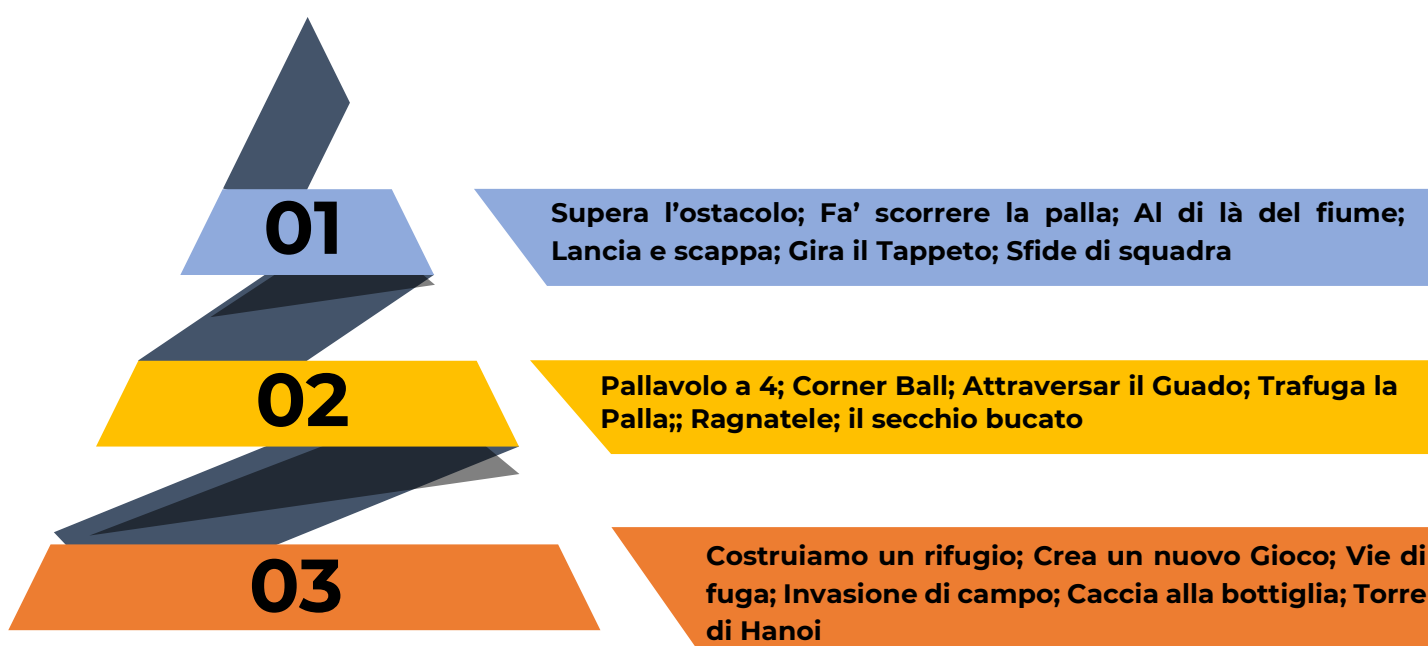 01
Supera l’ostacolo; Fa’ scorrere la palla; Al di là del fiume;
Lancia e scappa; Gira il Tappeto; Sfide di squadra
02
Pallavolo a 4; Corner Ball; Attraversar il Guado; Trafuga la
Palla;; Ragnatele; il secchio bucato
03
Costruiamo un rifugio; Crea un nuovo Gioco; Vie di
fuga; Invasione di campo; Caccia alla bottiglia; Torre
di Hanoi